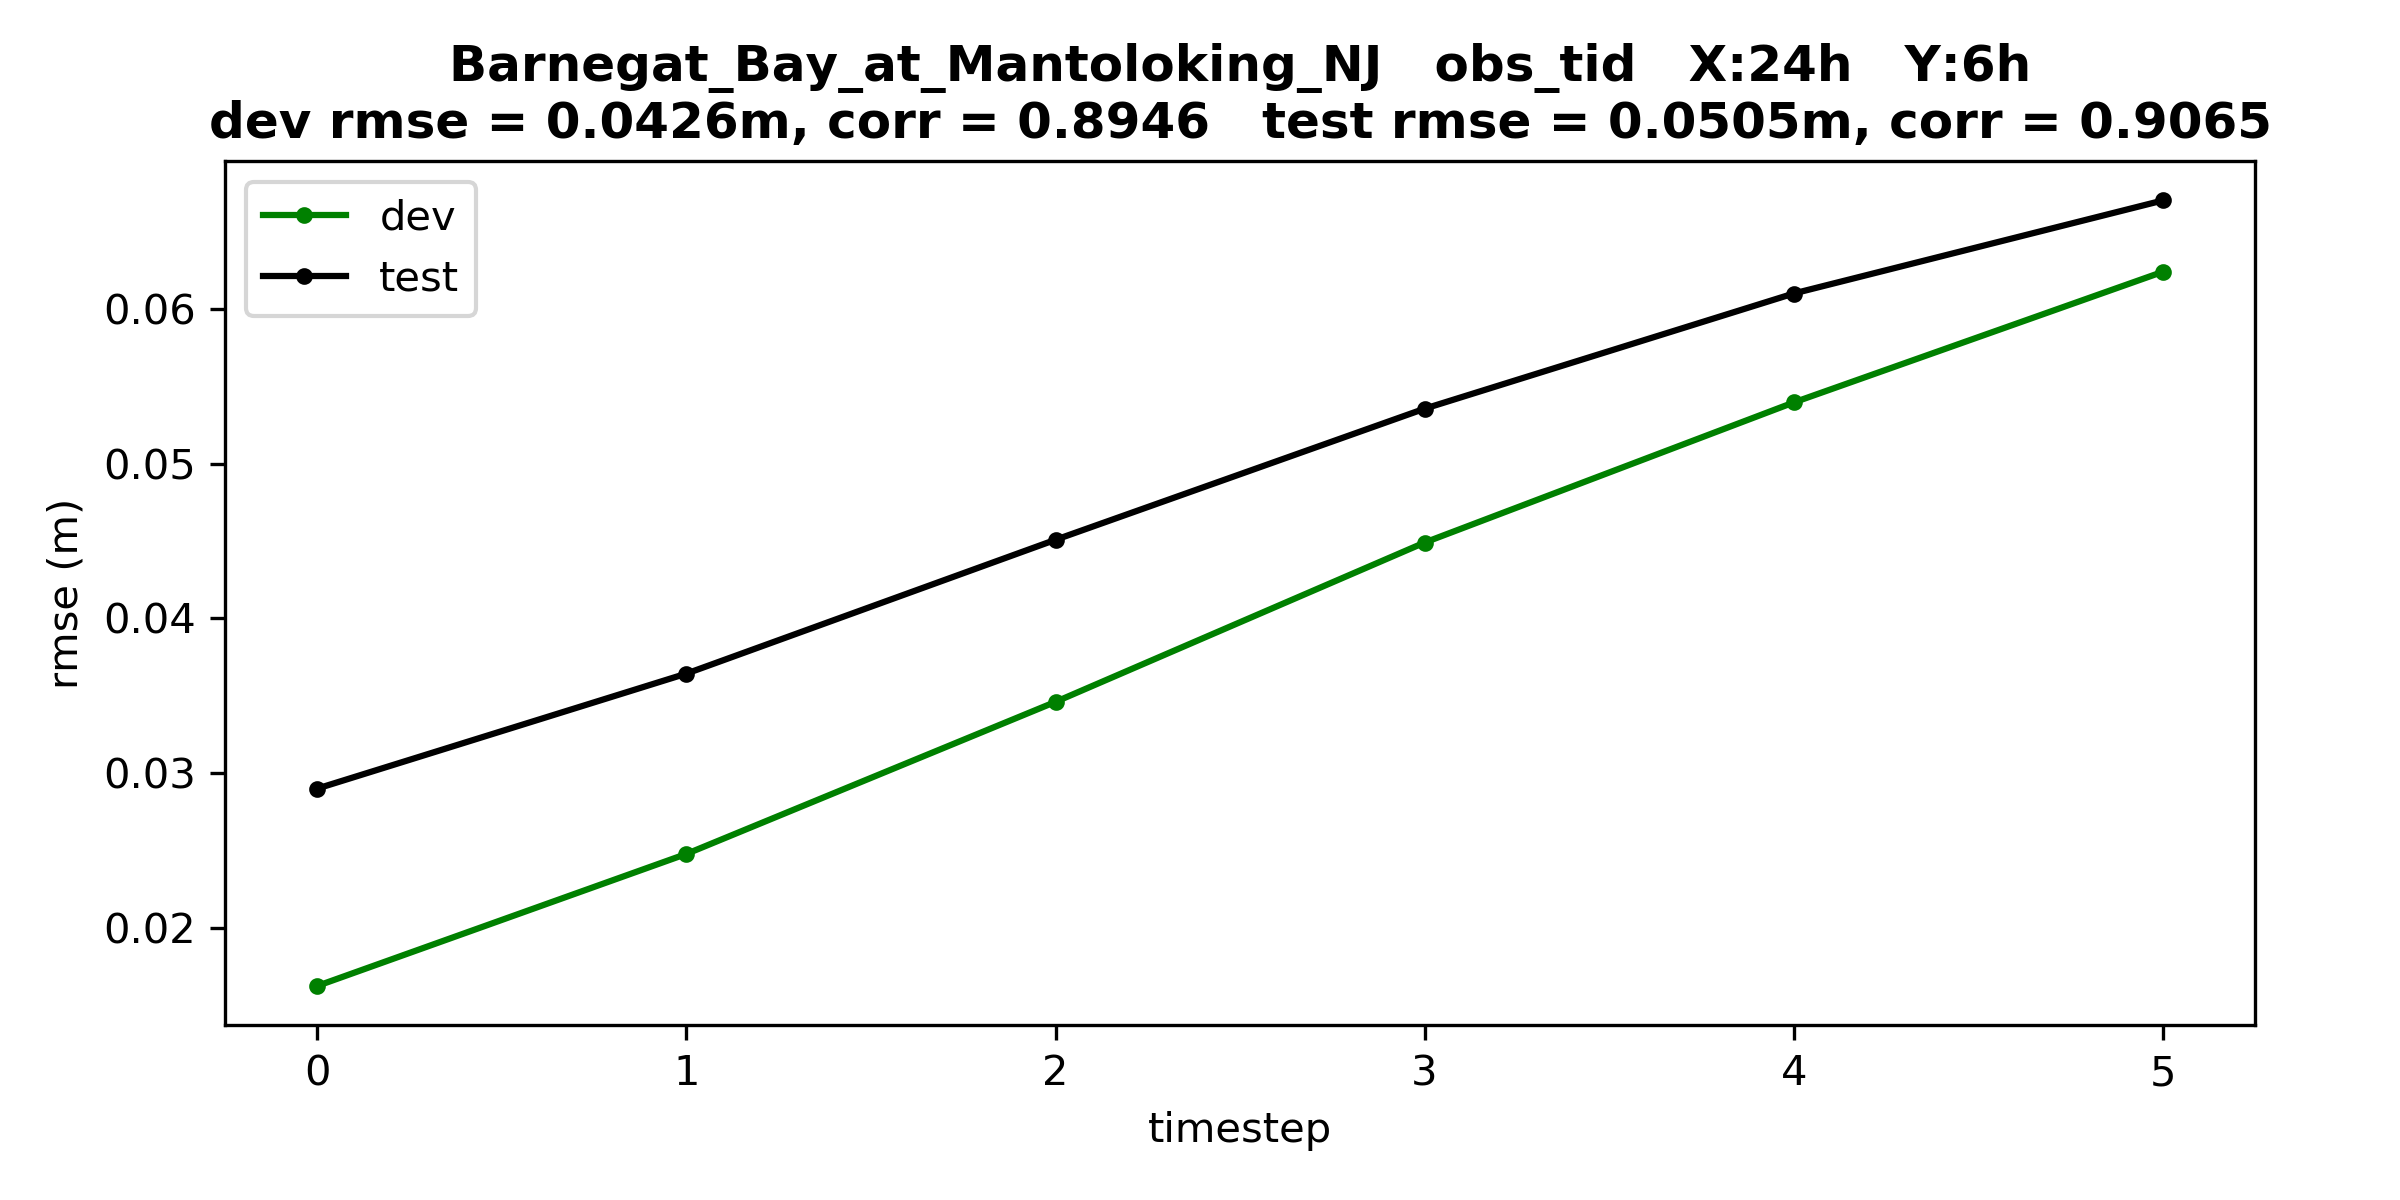 Barnegat_Bay_at_Mantoloking_NJ   obs_tid   X:24h   Y:6h
dev rmse = 0.0426m, corr = 0.8946   test rmse = 0.0505m, corr = 0.9065
dev
test
0.06
0.05
0.04
0.03
0.02
rmse (m)
0 1 2 3 4 5
timestep